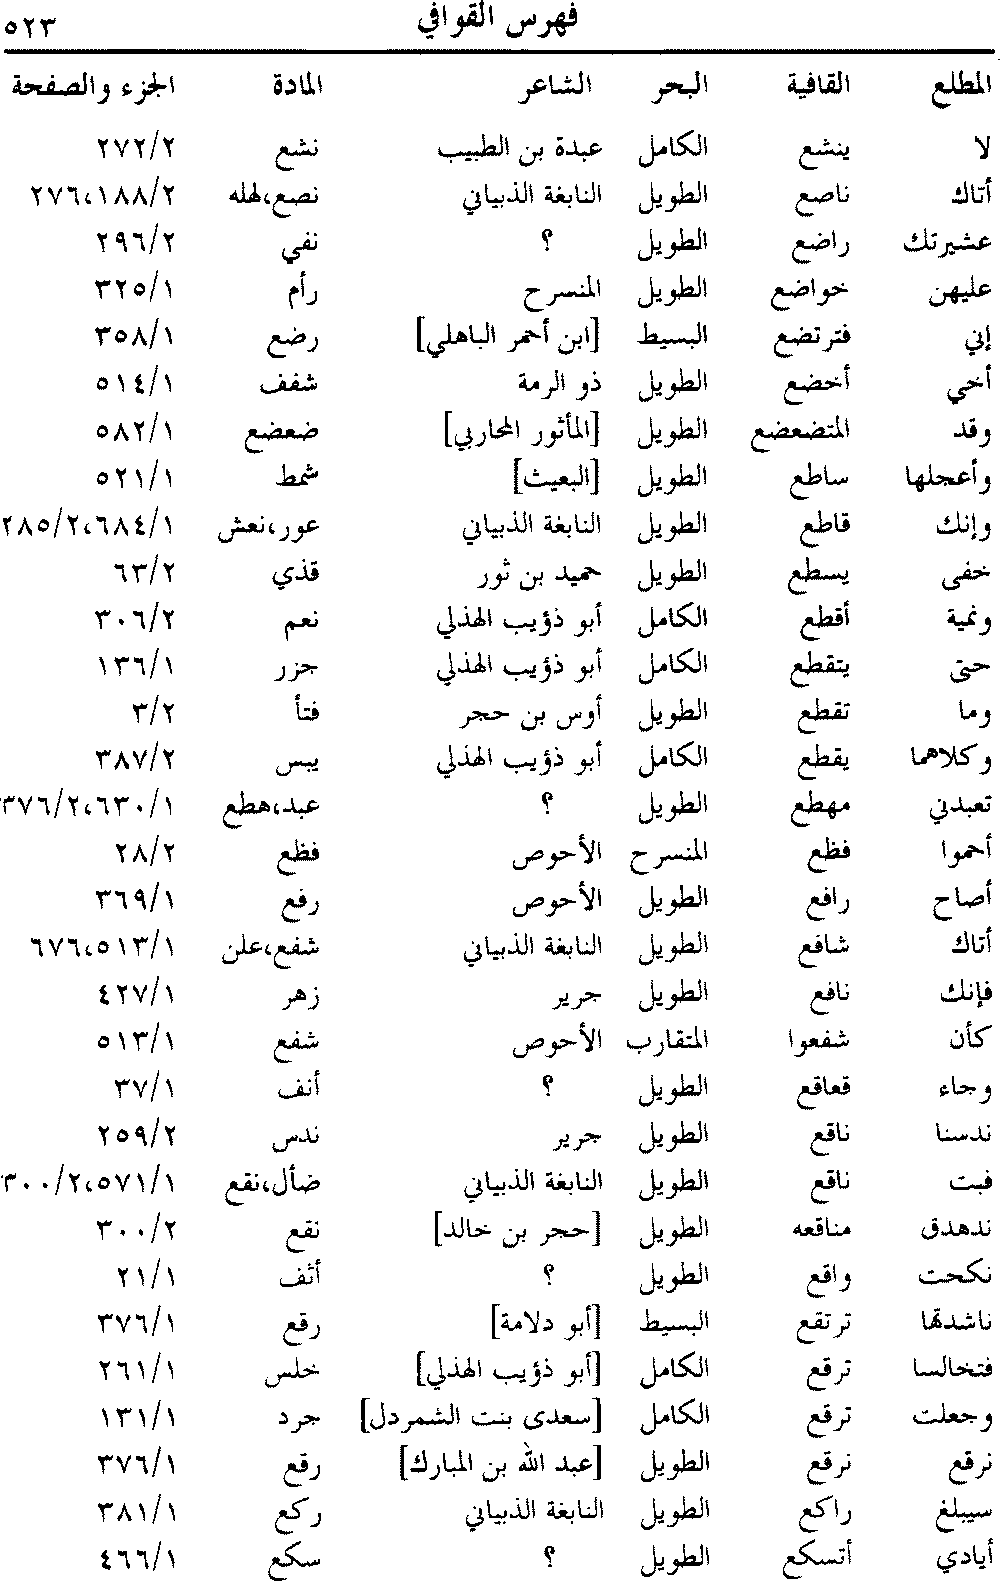 فهرس القوافي ٥٢٣
المطلع القافية البحر الشاعر المادة الجزء والصفحة
لا ينشع الكامل عبدة بن الطبيب نشع ٢٧٢/٢
أتاك ناصع الطويل النابغة الذبياني نصع،لهله ٢٧٦،١٨٨/٢
عشيرتك راضع الطويل ؟ نفي ٢٩٦/٢
عليهن خواضع الطويل المنسرح رأم ٣٢٥/١
إني فترتضع البسيط [ابن أحمر الباهلي] رضع ٣٥٨/١
أخي أخضع الطويل ذو الرمة شفف ٥١٤/١
وقد المتضعضع الطويل [المأثور المحاربي] ضعضع ٥٨٢/١
وأعجلها ساطع الطويل [البعيث] شمط ٥٢١/١
وإنك قاطع الطويل النابغة الذبياني عور،نعش ٢٨٥/٢،٦٨٤/١
خفى يسطع الطويل حميد بن ثور قذي ٦٣/٢
ونمية أقطع الكامل أبو ذؤيب الهذلي نعم ٣٠٦/٢
حتى يتقطع الكامل أبو ذؤيب الهذلي جزر ١٣٦/١
وما تقطع الطويل أوس بن حجر فتأ ٣/٢
وكلاهما يقطع الكامل أبو ذؤيب الهذلي يبس ٣٨٧/٢
تعبدني مهطع الطويل ؟ عبد،هطع ٣٧٦/٢،٦٣٠/١
أحموا فظع المنسرح الأحوص فظع ٢٨/٢
أصاح رافع الطويل الأحوص رفع ٣٦٩/١
أتاك شافع الطويل النابغة الذبياني شفع،علن ٦٧٦،٥١٣/١
فإنك نافع الطويل جرير زهر ٤٢٧/١
كأن شفعوا المتقارب الأحوص شفع ٥١٣/١
وجاء قعاقع الطويل ؟ أنف ٣٧/١
ندسنا ناقع الطويل جرير ندس ٢٥٩/٢
فبت ناقع الطويل النابغة الذبياني ضأل،نقع ٣٠٠/٢،٥٧١/١
ندهدق مناقعه الطويل [حجر بن خالد] نقع ٣٠٠/٢
نكحت واقع الطويل ؟ أثف ٢١/١
ناشدتها ترتقع البسيط [أبو دلامة] رقع ٣٧٦/١
فتخالسا ترقع الكامل [أبو ذؤيب الهذلي] خلس ٢٦١/١
وجعلت ترقع الكامل [سعدى بنت الشمردل] جرد ١٣١/١
نرقع نرقع الطويل [عبد الله بن المبارك] رقع ٣٧٦/١
سيبلغ راكع الطويل النابغة الذبياني ركع ٣٨١/١
أيادي أتسكع الطويل ؟ سكع ٤٦٦/١